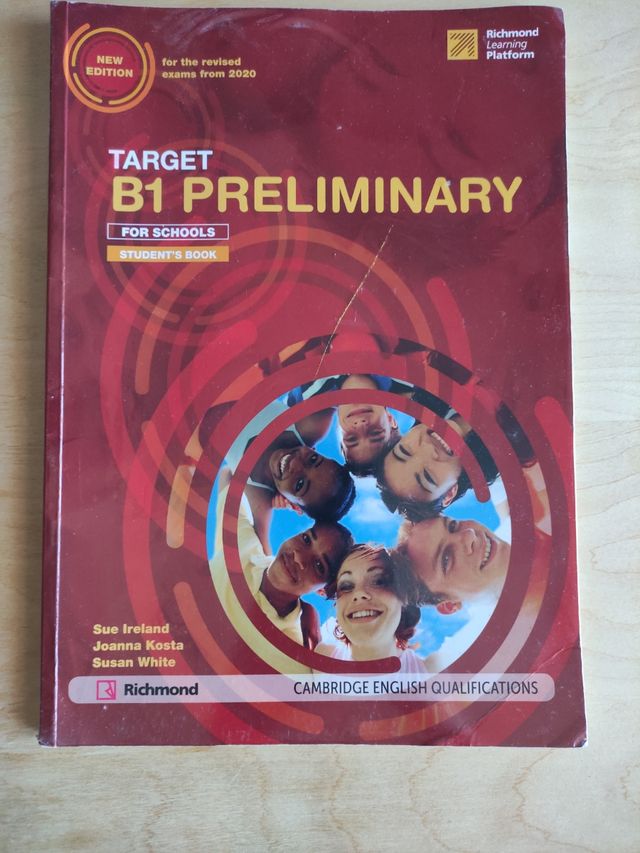 NEW
EDITION
for the revised
exams from 2020
Richmond
Learning
Platform
TARGET
B1 PRELIMINARY
FOR SCHOOLS
STUDENT'S BOOK
Sue Ireland
Joanna Kosta
Susan White
Richmond
CAMBRIDGE ENGLISH QUALIFICATIONS